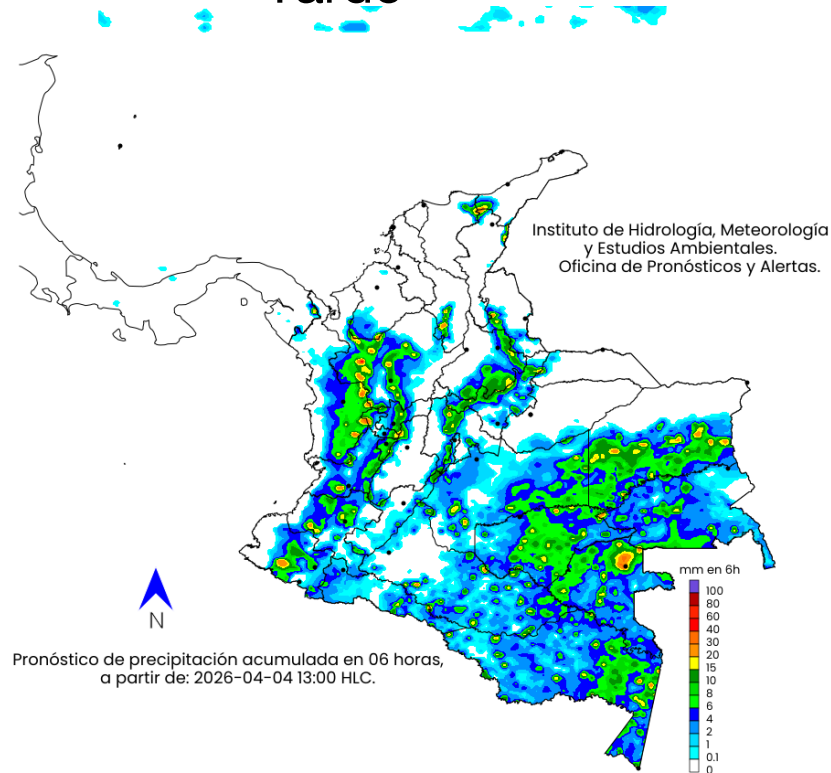 Tarde
Instituto de Hidrología, Meteorología
y Estudios Ambientales.
Oficina de Pronósticos y Alertas.
mm en 6h
100
80
60
40
30
20
15
10
8
6
4
2
1
0.1
0
N
Pronóstico de precipitación acumulada en 06 horas,
a partir de: 2026-04-04 13:00 HLC.